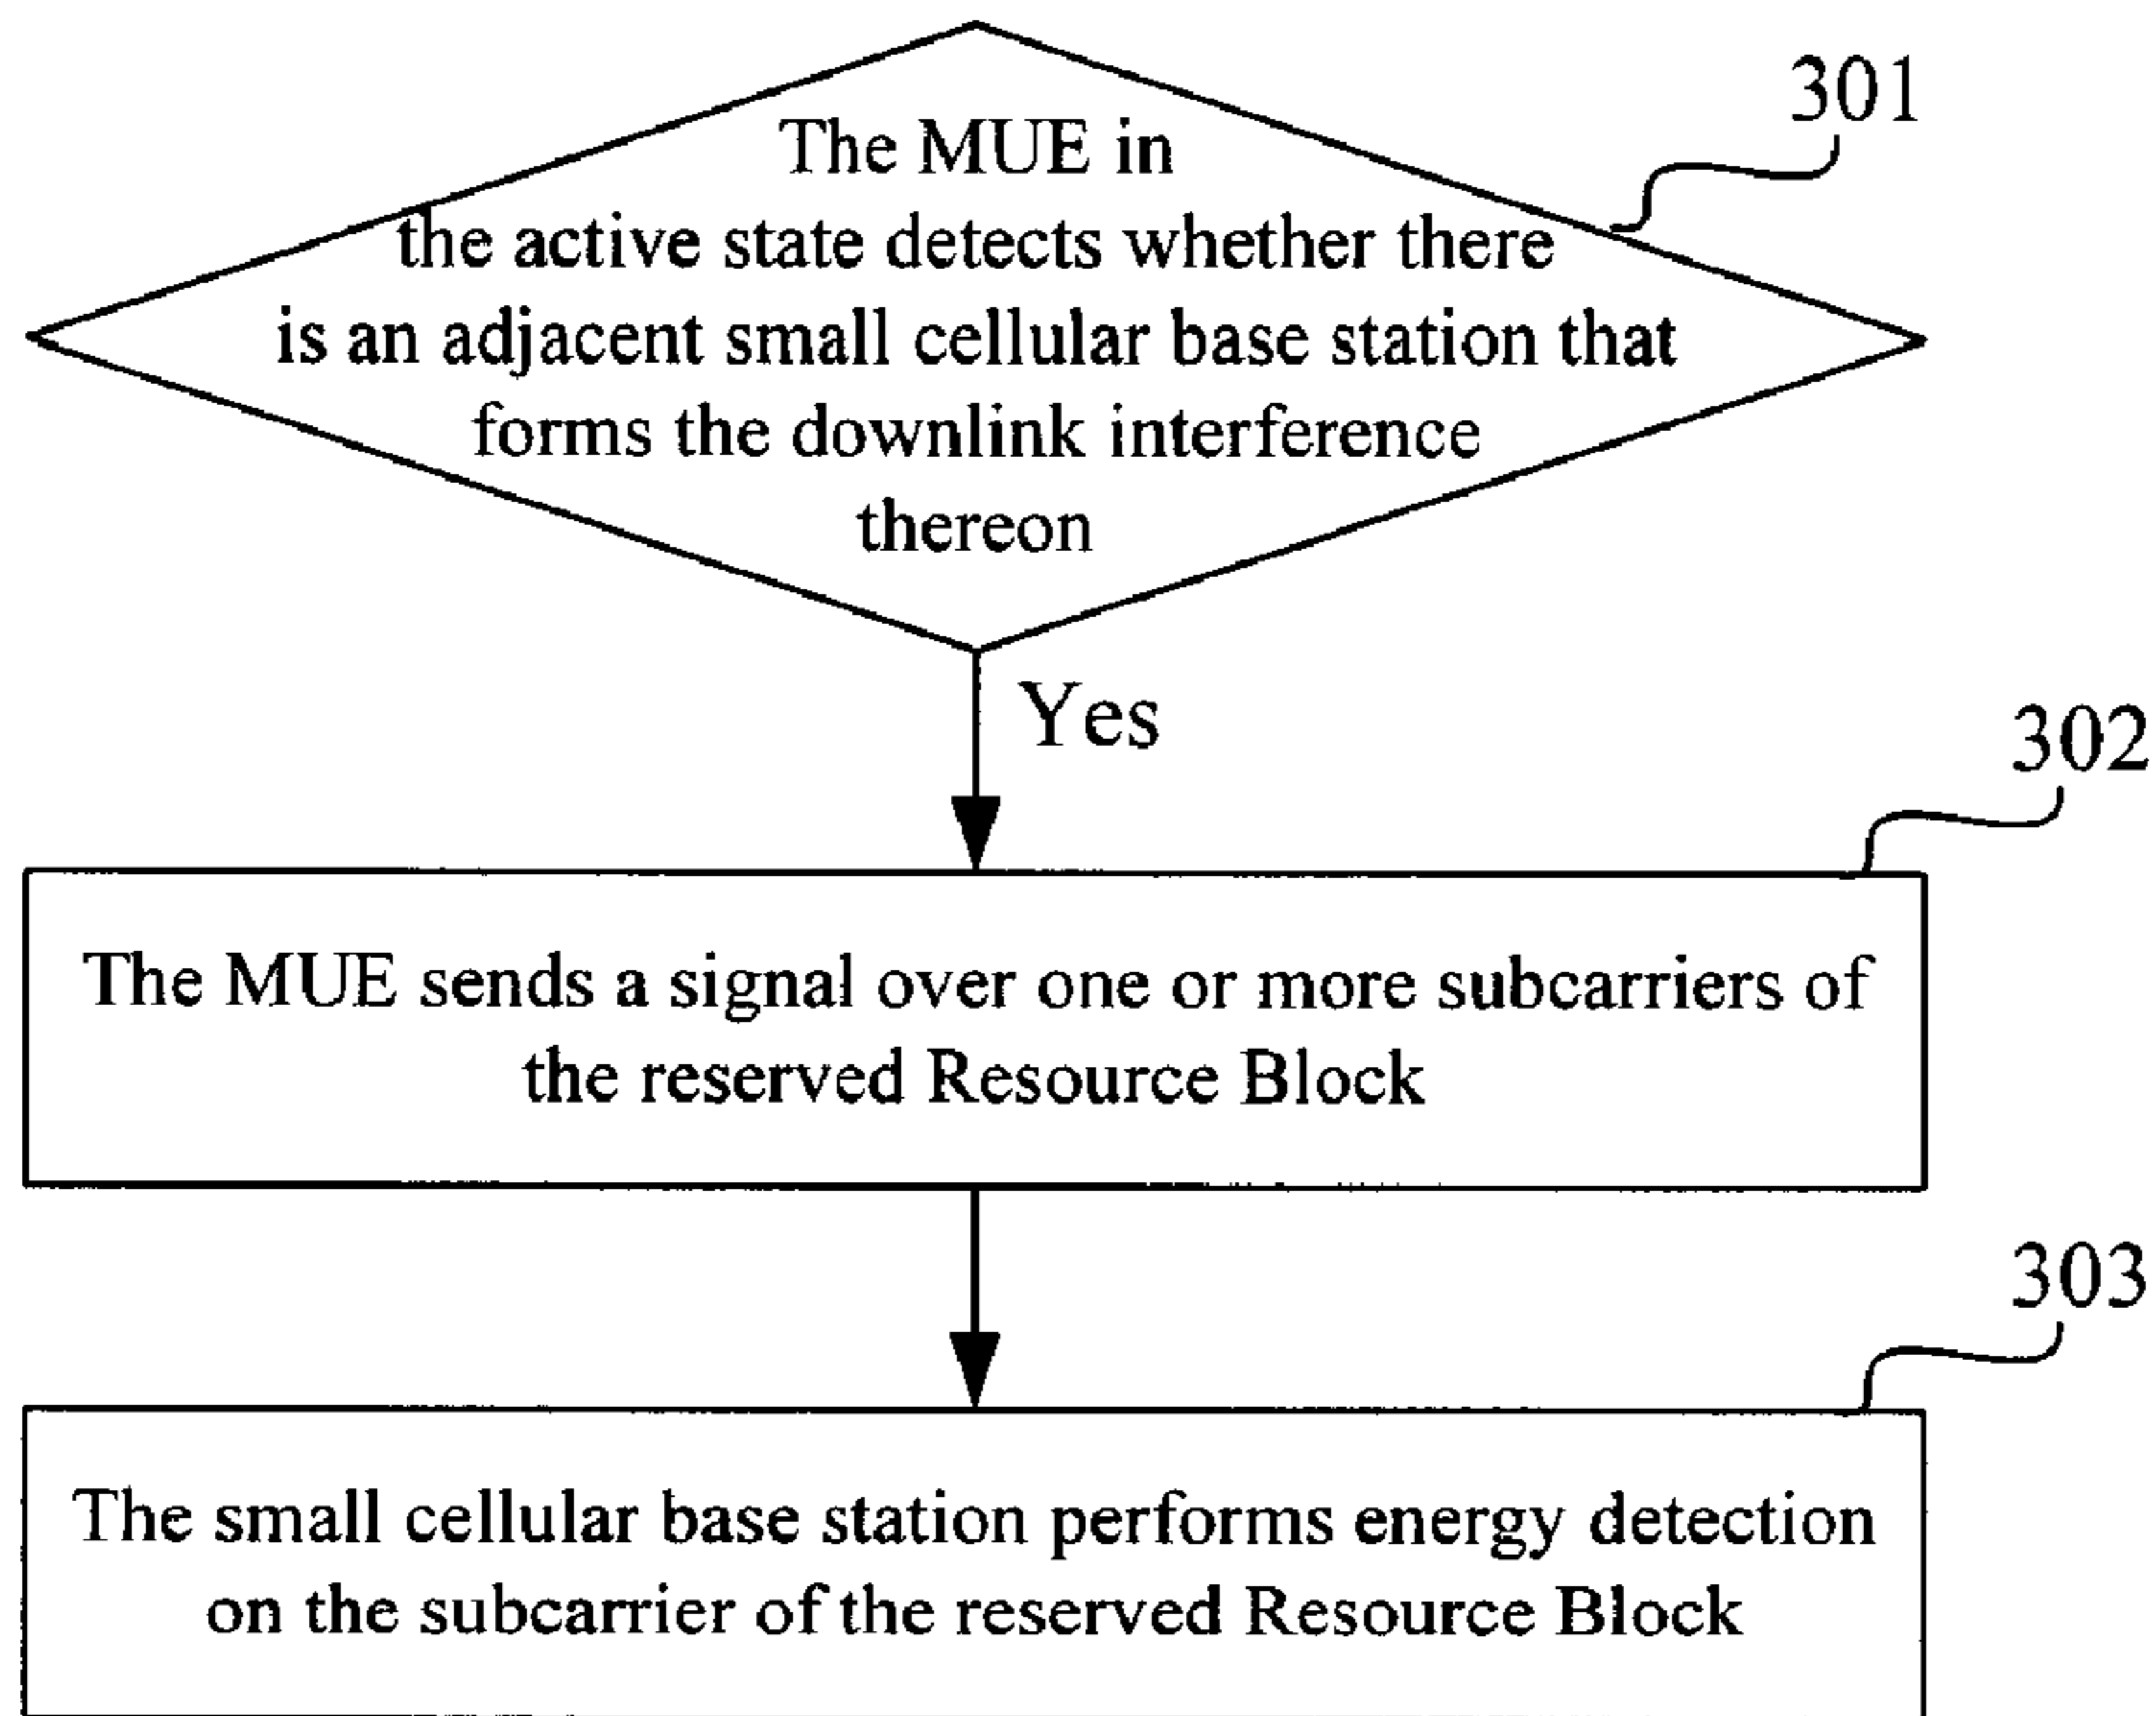 301
The MUE in
the active state detects whether there
is an adjacent small cellular base station that
forms the downlink interference
thereon
Yes
302
The MUE sends a signal over one or more subcarriers of
the reserved Resource Block
303
The small cellular base station performs energy detection
on the subcarrier of the reserved Resource Block